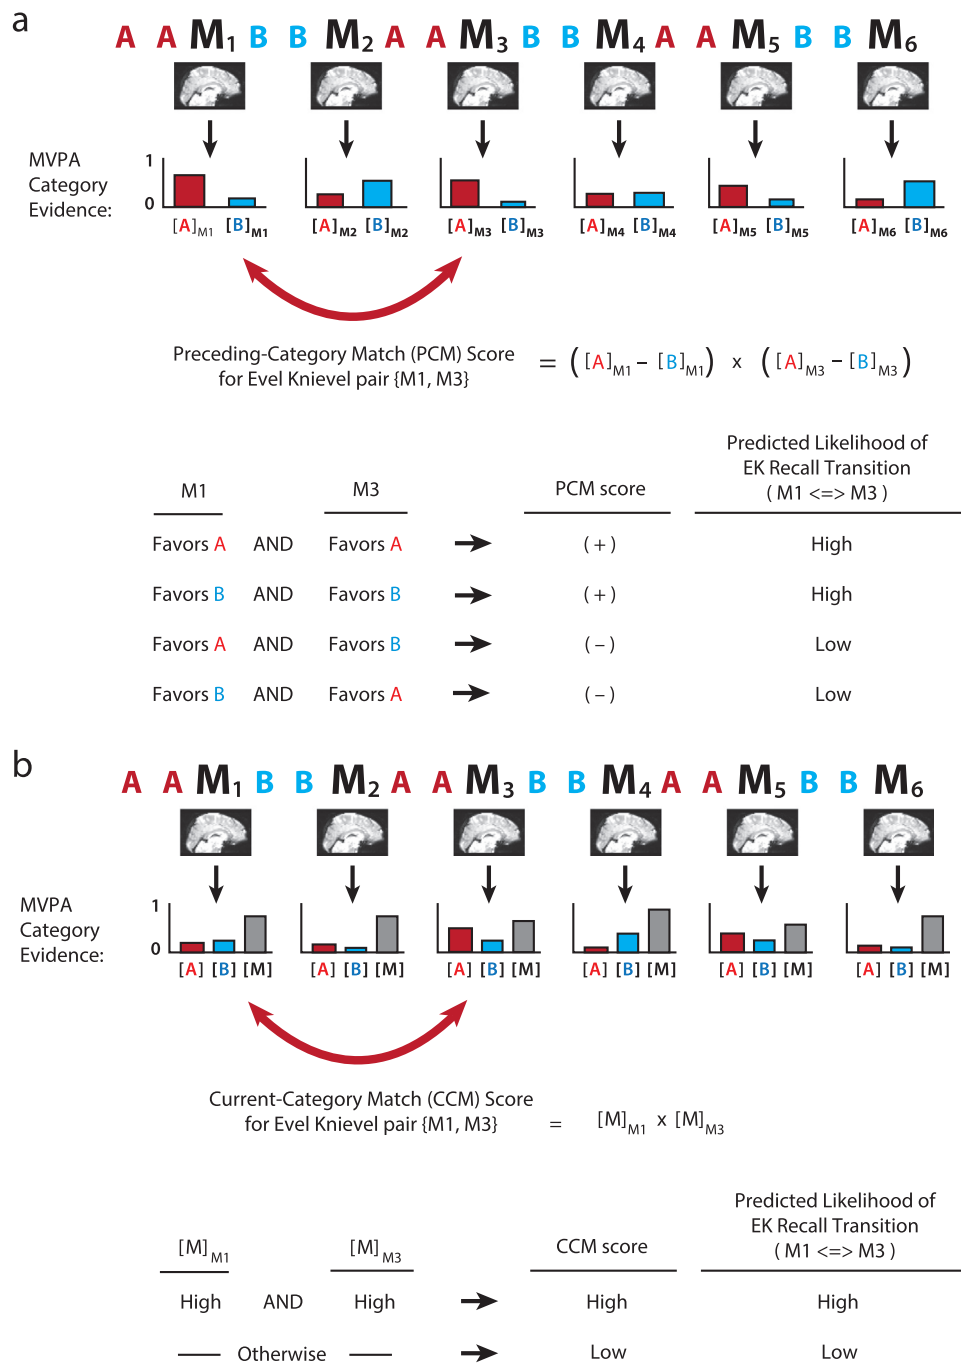 a
A A M1 B B M2 A A M3 B B M4 A A M5 B B M6
MVPA
Category
Evidence:
1
0
[A]M1 [B]M1 [A]M2 [B]M2 [A]M3 [B]M3 [A]M4 [B]M4 [A]M5 [B]M5 [A]M6 [B]M6
Preceding-Category Match (PCM) Score
for Evel Knievel pair {M1, M3}
= ([A]M1 – [B]M1) x ([A]M3 – [B]M3)
Predicted Likelihood of
EK Recall Transition
( M1 <=> M3 )
M1 M3 PCM score
Favors A AND Favors A ( + ) High
Favors B AND Favors B ( + ) High
Favors A AND Favors B ( – ) Low
Favors B AND Favors A ( – ) Low
b
A A M1 B B M2 A A M3 B B M4 A A M5 B B M6
MVPA
Category
Evidence:
1
0
[A] [B] [M] [A] [B] [M] [A] [B] [M] [A] [B] [M] [A] [B] [M] [A] [B] [M]
Current-Category Match (CCM) Score
for Evel Knievel pair {M1, M3}
= [M]M1 x [M]M3
Predicted Likelihood of
EK Recall Transition
( M1 <=> M3 )
[M]M1 [M]M3 CCM score
High AND High High High
Otherwise Low Low